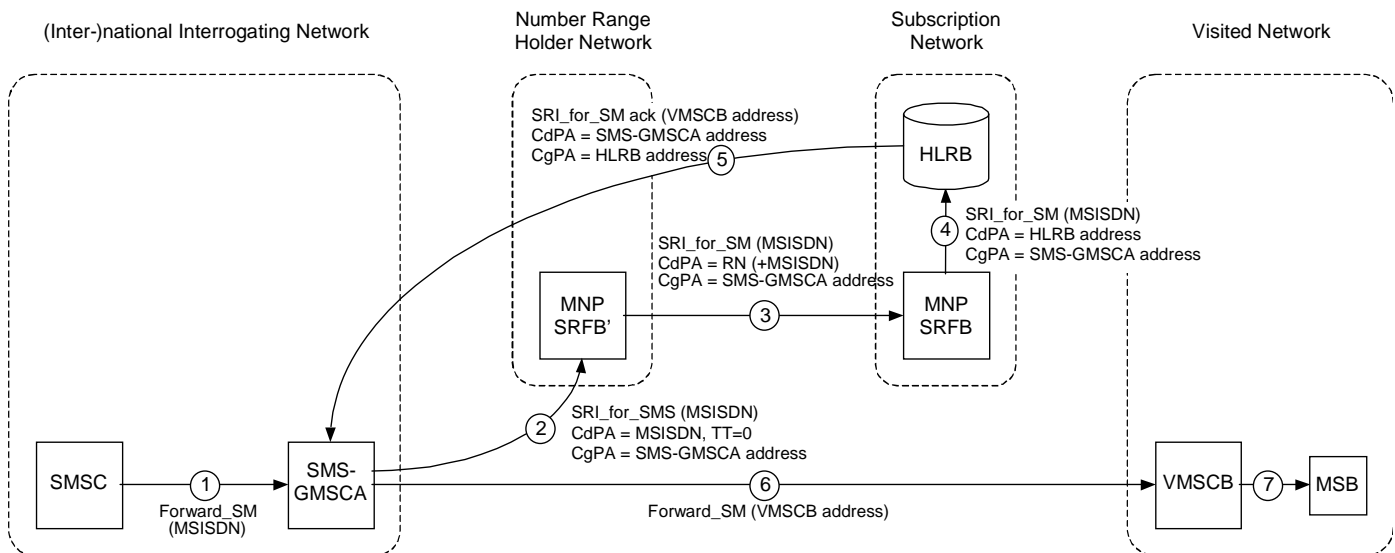 (Inter-)national Interrogating Network
Number Range
Holder Network
Subscription
Network
Visited Network
SRI_for_SM ack (VMSCB address)
CdPA = SMS-GMSCA address
CgPA = HLRB address
5
HLRB
4
SRI_for_SM (MSISDN)
CdPA = HLRB address
CgPA = SMS-GMSCA address
SRI_for_SM (MSISDN)
CdPA = RN (+MSISDN)
CgPA = SMS-GMSCA address
MNP
SRFB’
3
MNP
SRFB
2
SRI_for_SMS (MSISDN)
CdPA = MSISDN, TT=0
CgPA = SMS-GMSCA address
SMSC
1
Forward_SM
(MSISDN)
SMS-
GMSCA
6
Forward_SM (VMSCB address)
VMSCB
7
MSB